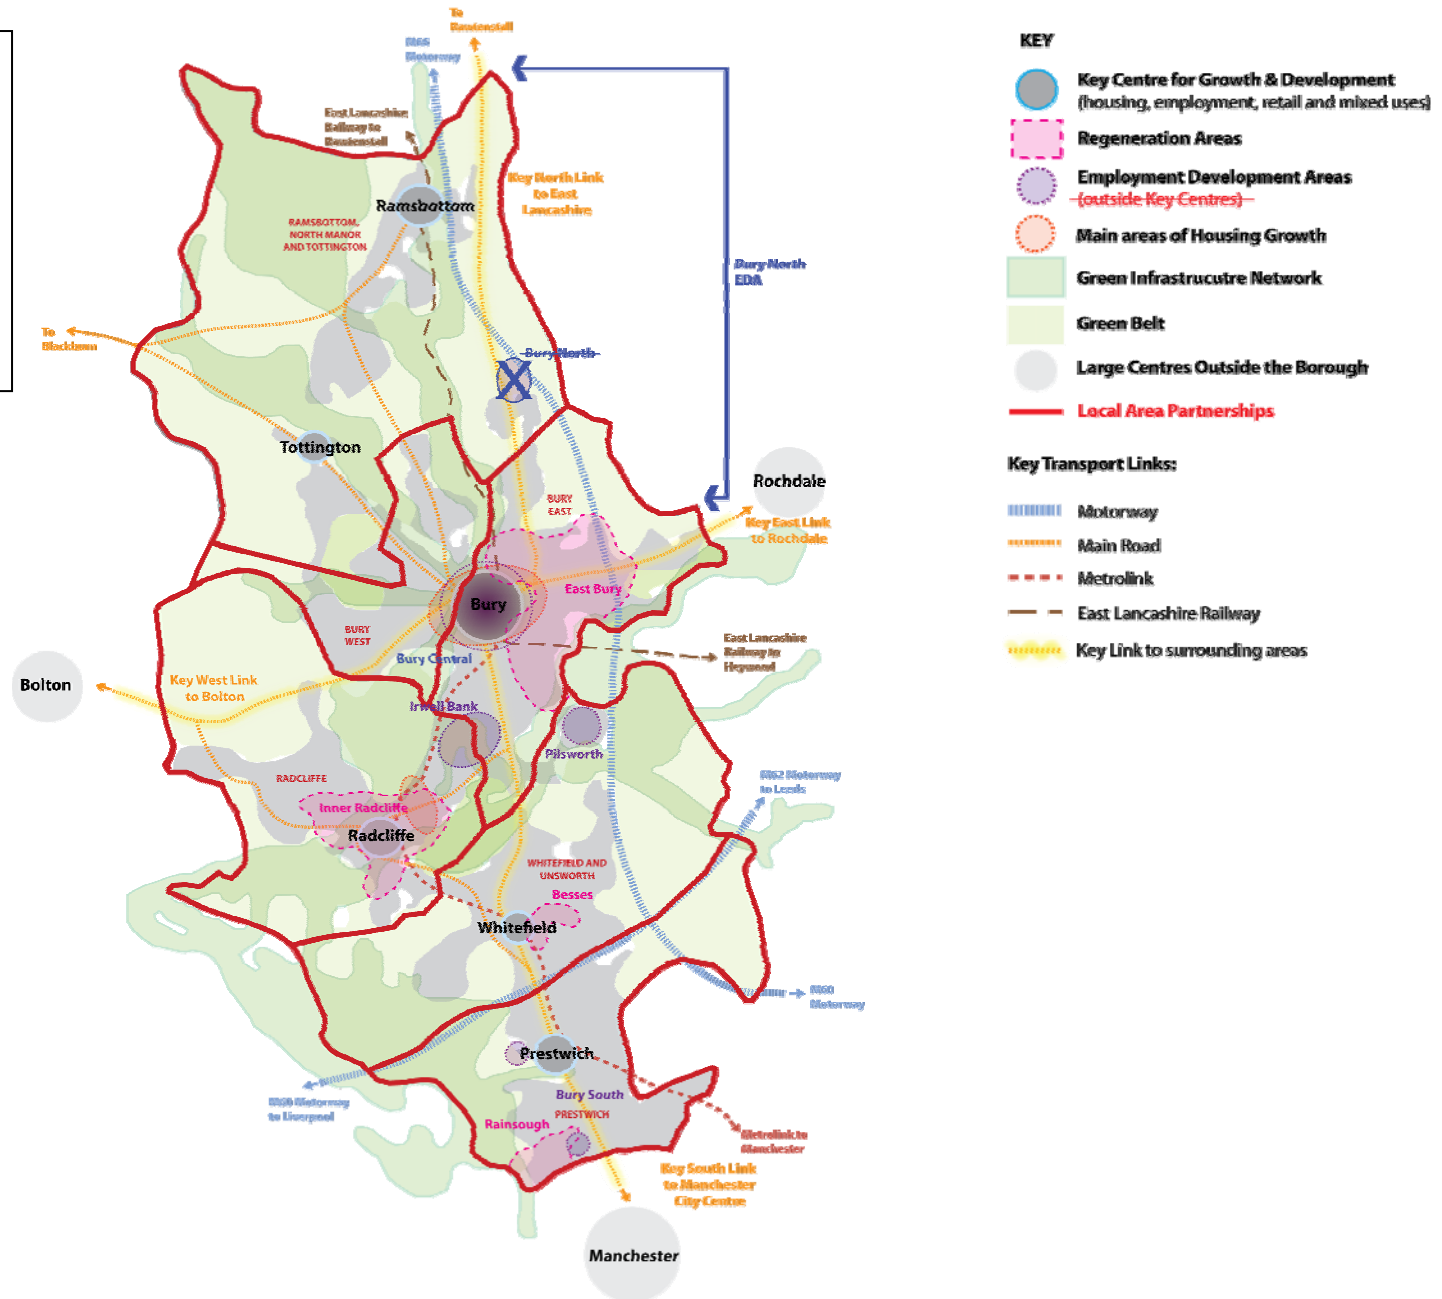 To
Rawtenstall
M66
Motorway
East Lancashire
Railway to
Rawtenstall
Key North Link
to East
Lancashire
Ramsbottom
RAMSBOTTOM,
NORTH MANOR
AND TOTTINGTON
Bury North
EDA
To
Blackburn
Bury North
X
Tottington
Rochdale
BURY
EAST
Key East Link
to Rochdale
East Bury
Bury
BURY
WEST
Bury Central
East Lancashire
Railway to
Heywood
Bolton
Key West Link
to Bolton
Irwell Bank
Pilsworth
RADCLIFFE
M62 Motorway
to Leeds
Inner Radcliffe
Radcliffe
WHITEFIELD AND
UNSWORTH
Besses
Whitefield
M60
Motorway
Prestwich
M60 Motorway
to Liverpool
Bury South
PRESTWICH
Rainsough
Metrolink to
Manchester
Key South Link
to Manchester
City Centre
Manchester
KEY
Key Centre for Growth & Development
(housing, employment, retail and mixed uses)
Regeneration Areas
Employment Development Areas
(outside Key Centres)
Main areas of Housing Growth
Green Infrastrucutre Network
Green Belt
Large Centres Outside the Borough
Local Area Partnerships
Key Transport Links:
Motorway
Main Road
Metrolink
East Lancashire Railway
Key Link to surrounding areas